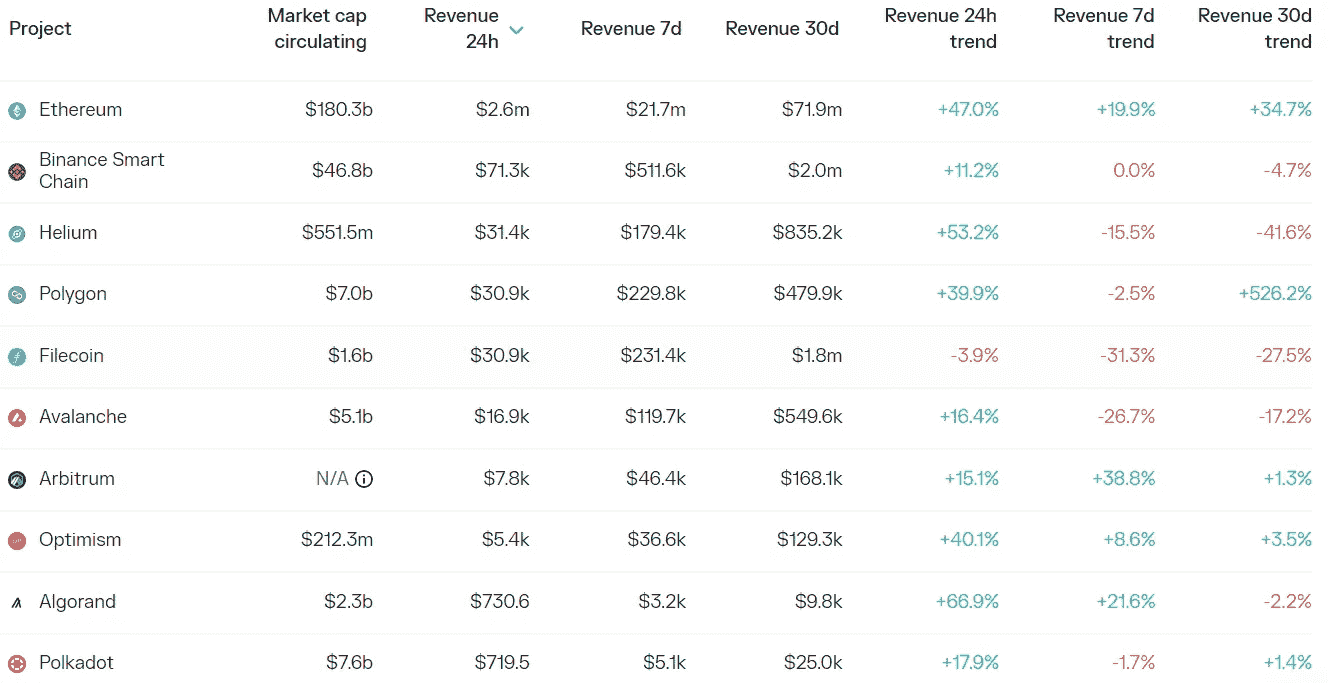 Project Market cap circulating Revenue 24h Revenue 7d Revenue 30d Revenue 24h trend Revenue 7d trend Revenue 30d trend
Ethereum $180.3b $2.6m $21.7m $71.9m +47.0% +19.9% +34.7%
Binance Smart Chain $46.8b $71.3k $511.6k $2.0m +11.2% 0.0% -4.7%
Helium $551.5m $31.4k $179.4k $835.2k +53.2% -15.5% -41.6%
Polygon $7.0b $30.9k $229.8k $479.9k +39.9% -2.5% +526.2%
Filecoin $1.6b $30.9k $231.4k $1.8m -3.9% -31.3% -27.5%
Avalanche $5.1b $16.9k $119.7k $549.6k +16.4% -26.7% -17.2%
Arbitrum N/A $7.8k $46.4k $168.1k +15.1% +38.8% +1.3%
Optimism $212.3m $5.4k $36.6k $129.3k +40.1% +8.6% +3.5%
Algorand $2.3b $730.6 $3.2k $9.8k +66.9% +21.6% -2.2%
Polkadot $7.6b $719.5 $5.1k $25.0k +17.9% -1.7% +1.4%